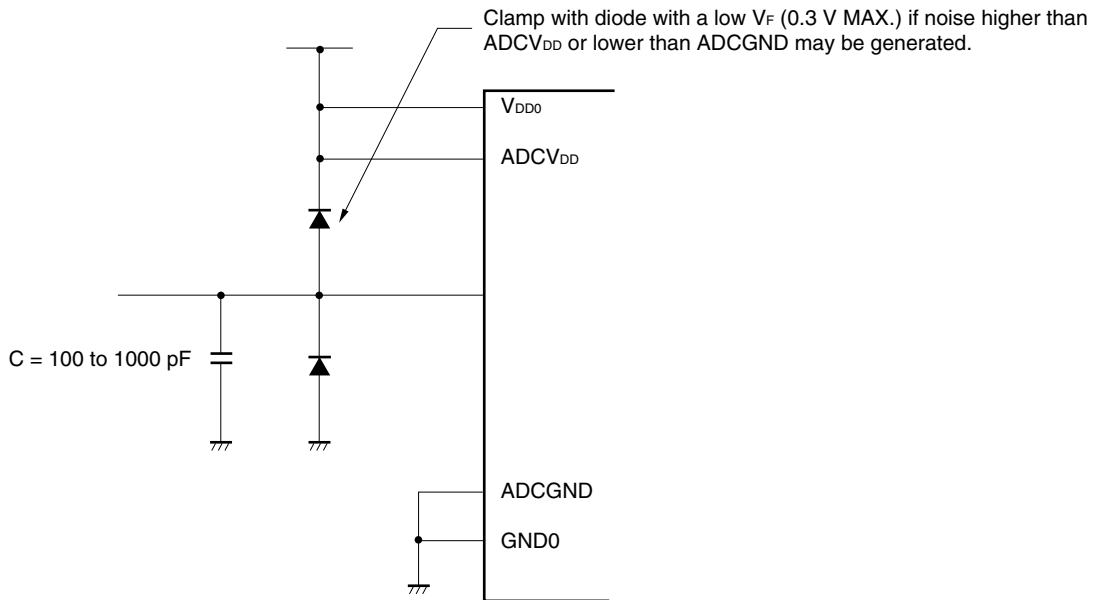 Clamp with diode with a low VF (0.3 V MAX.) if noise higher than
ADCVDD or lower than ADCGND may be generated.
VDD0
ADCVDD
C = 100 to 1000 pF
ADCGND
GND0